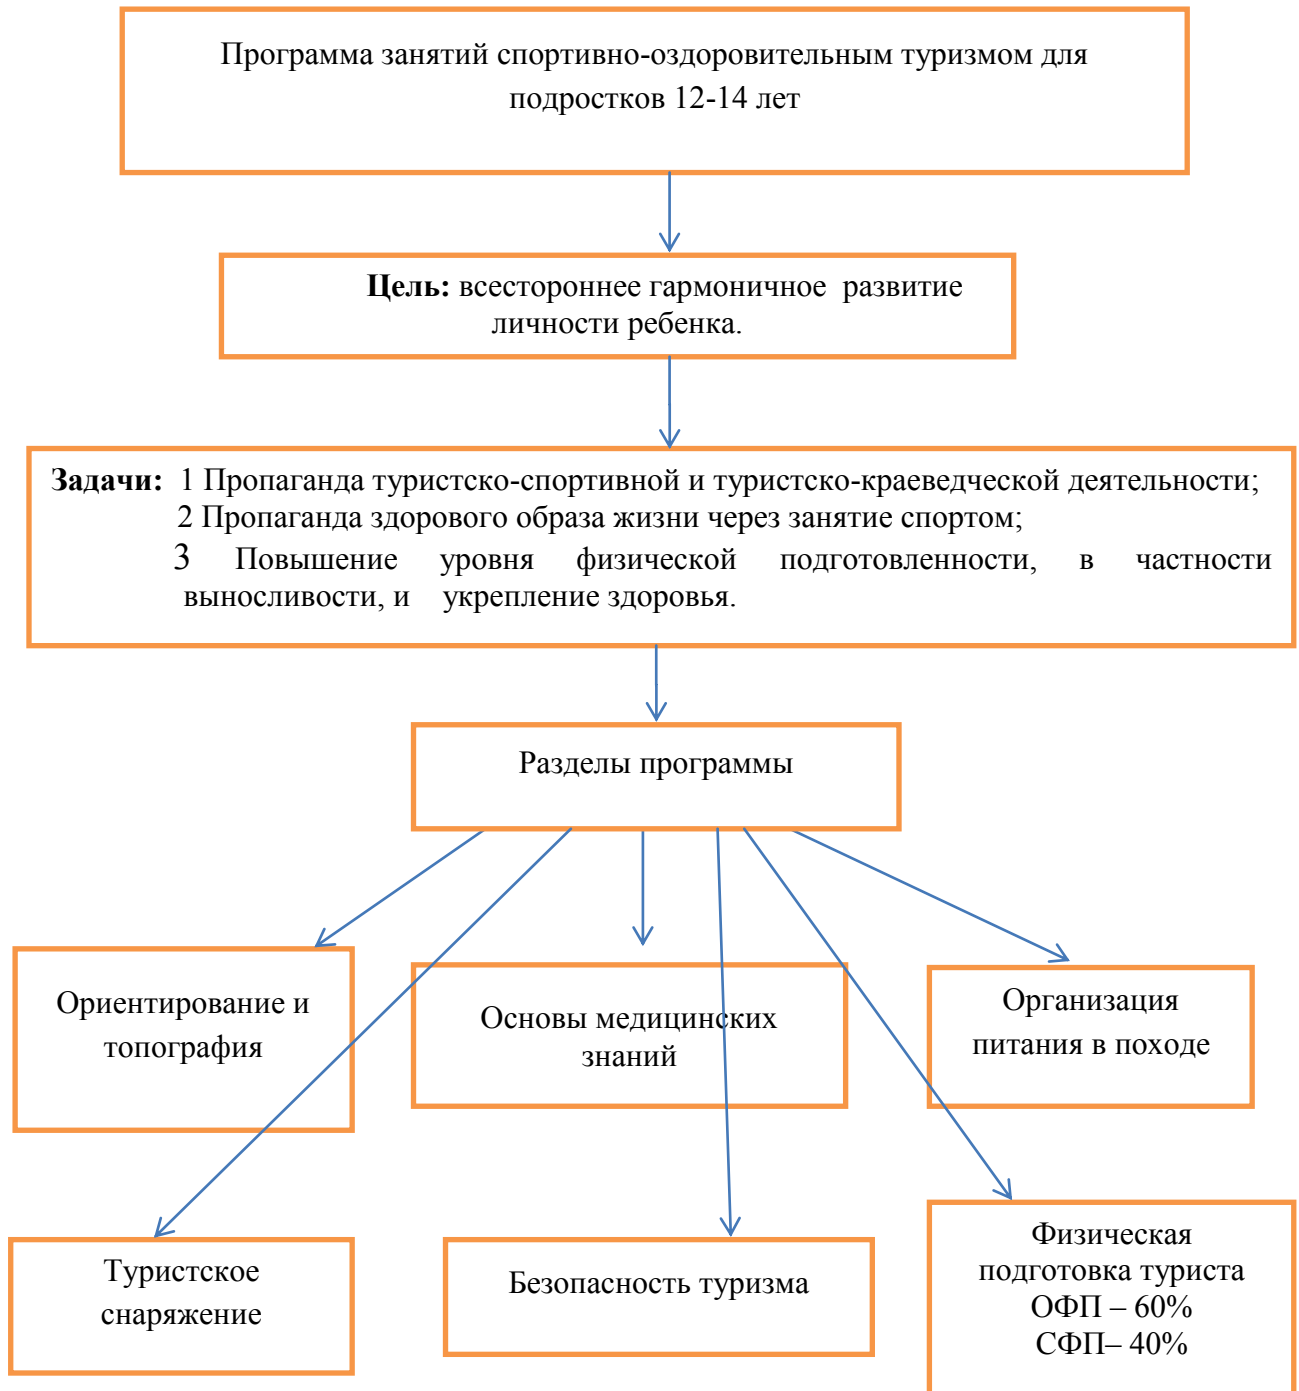 Программа занятий спортивно-оздоровительным туризмом для
подростков 12-14 лет
Цель: всестороннее гармоничное развитие
личности ребенка.
Задачи: 1 Пропаганда туристско-спортивной и туристско-краеведческой деятельности;
2 Пропаганда здорового образа жизни через занятие спортом;
3 Повышение уровня физической подготовленности, в частности
выносливости, и укрепление здоровья.
Разделы программы
Ориентирование и
топография
Основы медицинских
знаний
Организация
питания в походе
Туристское
снаряжение
Безопасность туризма
Физическая
подготовка туриста
ОФП – 60%
СФП– 40%